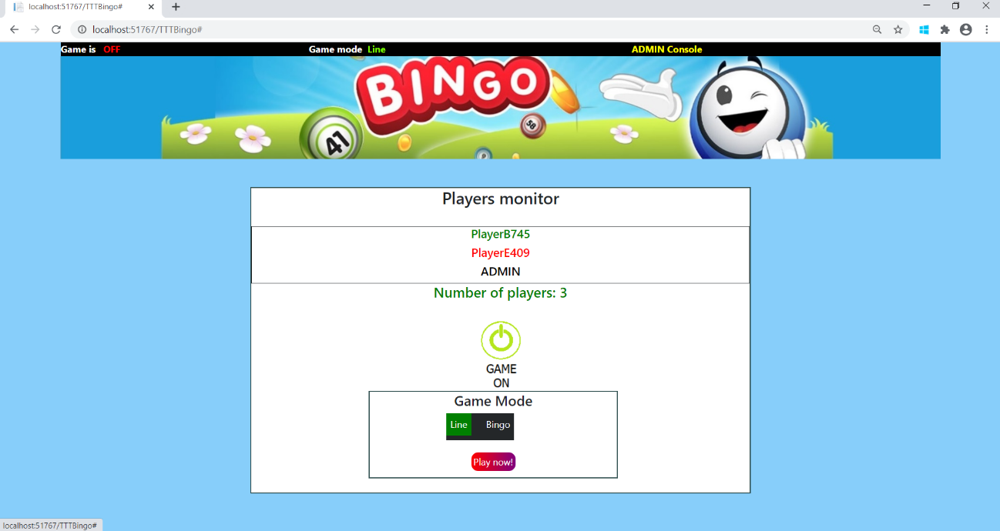 localhost:51767/TTTBingo#
localhost:51767/TTTBingo#
Game is OFF Game mode Line ADMIN Console
BINGO
41
58
Players monitor
PlayerB745
PlayerE409
ADMIN
Number of players: 3
GAME
ON
Game Mode
Line Bingo
Play now!
localhost:51767/TTTBingo#